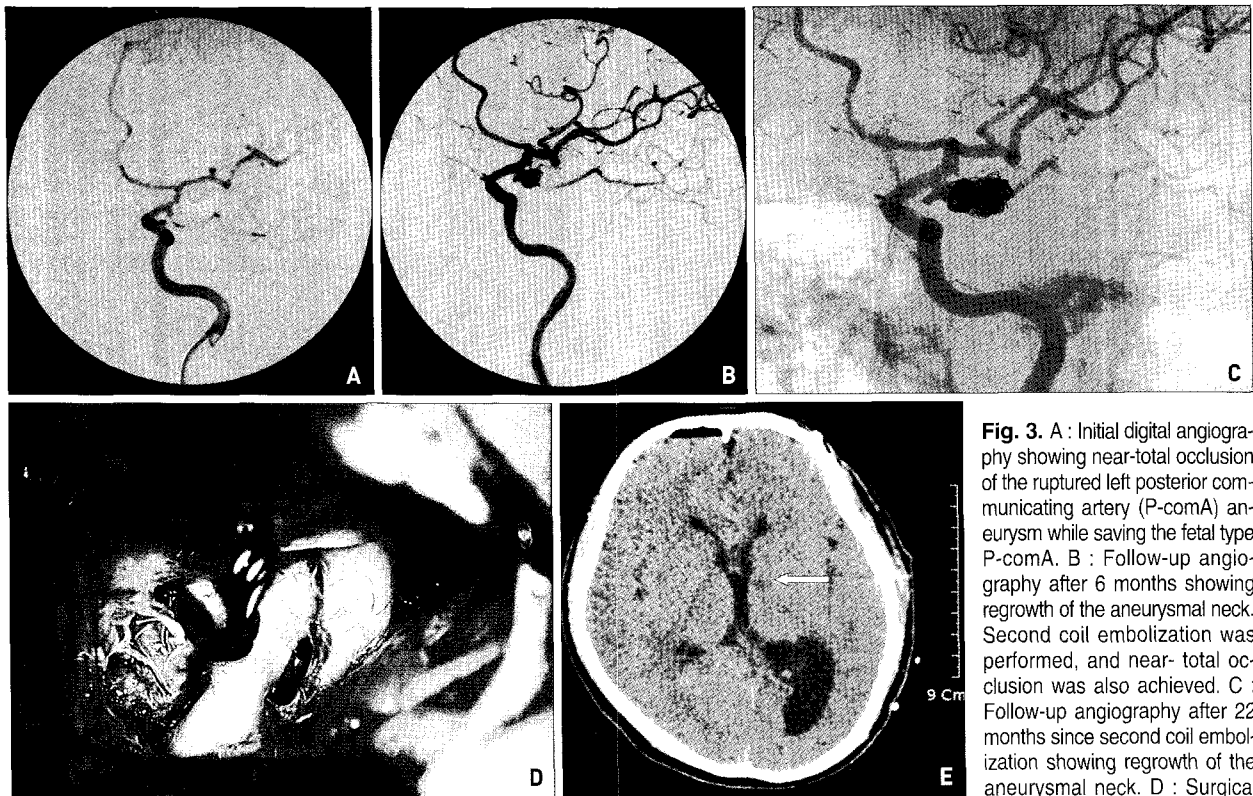 A
B
C
D
E
9 Cm
Fig. 3. A : Initial digital angiogra-
phy showing near-total occlusion
of the ruptured left posterior com-
municating artery (P-comA) an-
eurysm while saving the fetal type
P-comA. B : Follow-up angio-
graphy after 6 months showing
regrowth of the aneurysmal neck.
Second coil embolization was
performed, and near- total oc-
clusion was also achieved. C :
Follow-up angiography after 22
months since second coil embol-
ization showing regrowth of the
aneurysmal neck. D : Surgical